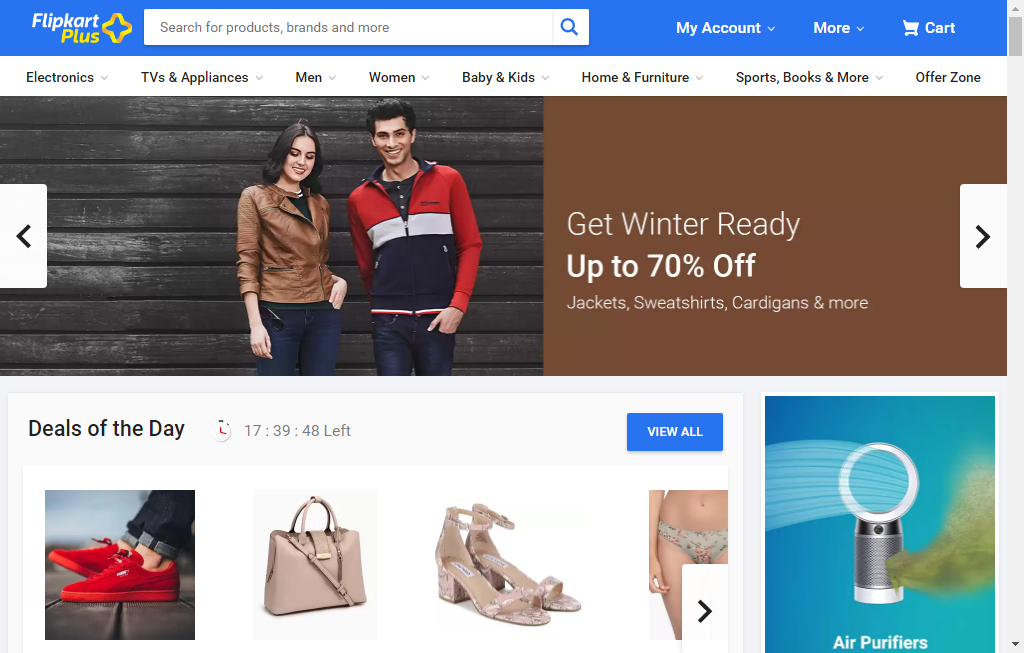 Flipkart
Plus
Search for products, brands and more
My Account
More
Cart
Electronics
TVs & Appliances
Men
Women
Baby & Kids
Home & Furniture
Sports, Books & More
Offer Zone
Get Winter Ready
Up to 70% Off
Jackets, Sweatshirts, Cardigans & more
Deals of the Day
17 : 39 : 48 Left
VIEW ALL
Air Purifiers